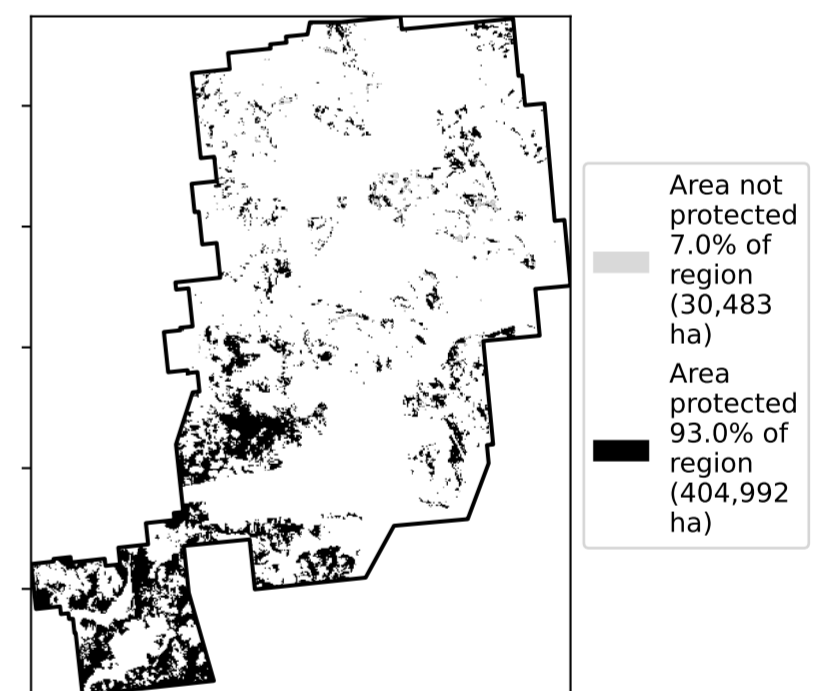 Area not
protected
7.0% of
region
(30,483
ha)
Area
protected
93.0% of
region
(404,992
ha)